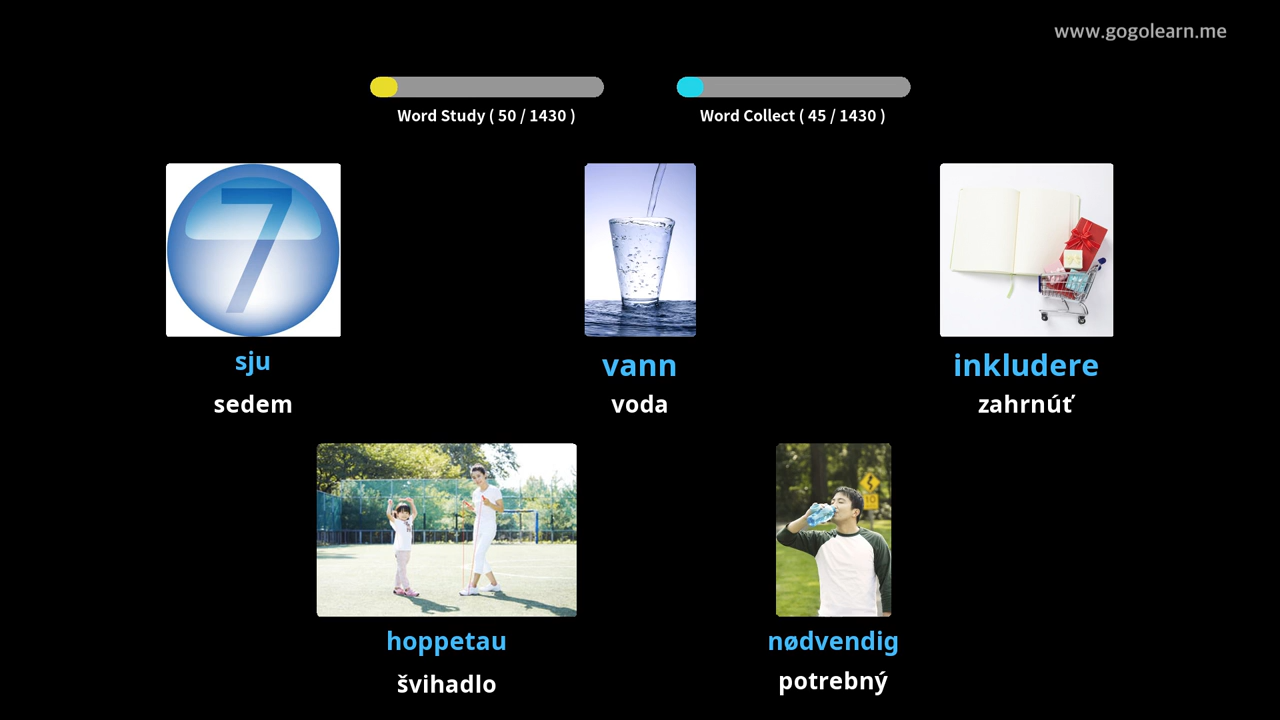 www.gogolearn.me
Word Study ( 50 / 1430 )
Word Collect ( 45 / 1430 )
7
sju
sedem
vann
voda
inkludere
zahrnúť
10
hoppetau
švihadlo
nødvendig
potrebný